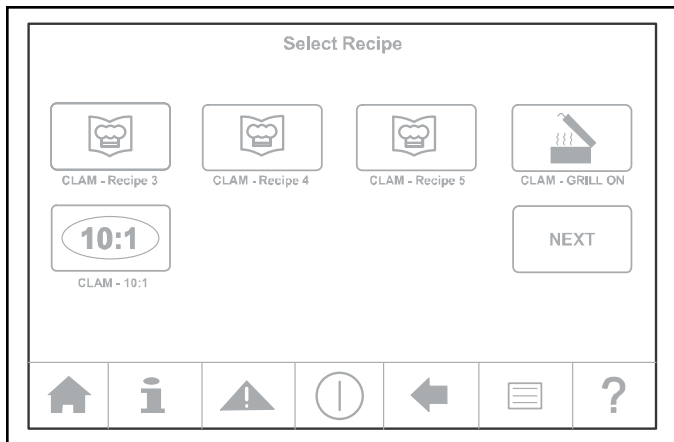 Select Recipe
CLAM - Recipe 3
CLAM - Recipe 4
CLAM - Recipe 5
CLAM - GRILL ON
10:1
NEXT
CLAM - 10:1
i
?